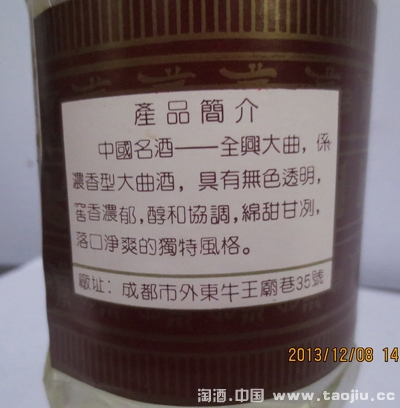 產品簡介
中國名酒——全興大曲，係
濃香型大曲酒，具有無色透明，
窖香濃郁，醇和協調，綿甜甘冽，
落口淨爽的獨特風格。
廠址：成都市外東牛王廟巷35號
2013/12/08 14
淘酒.中国 www.taojiu.cc